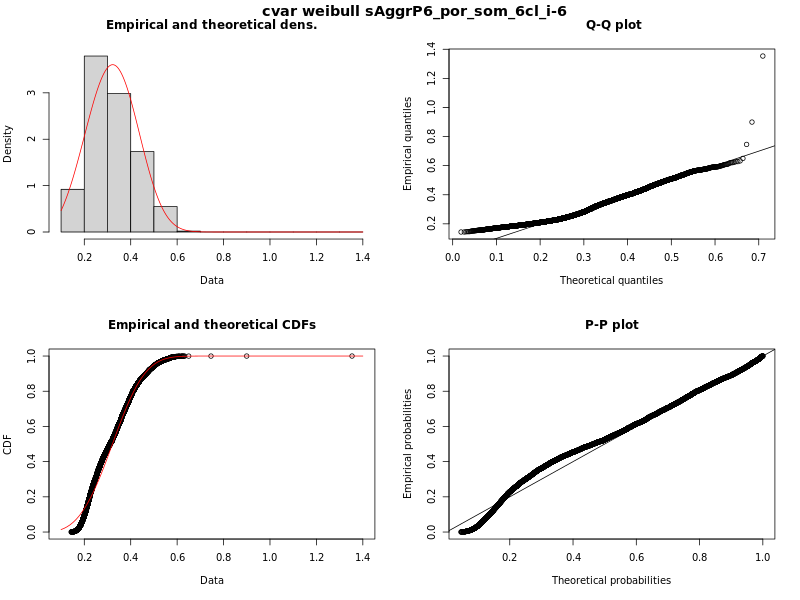 cvar weibull sAggrP6_por_som_6cl_i-6
Empirical and theoretical dens.
Density
0
1
2
3
0.2 0.4 0.6 0.8 1.0 1.2 1.4
Data
Q-Q plot
Empirical quantiles
0.2 0.4 0.6 0.8 1.0 1.2 1.4
0.0 0.1 0.2 0.3 0.4 0.5 0.6 0.7
Theoretical quantiles
Empirical and theoretical CDFs
CDF
0.0 0.2 0.4 0.6 0.8 1.0
0.2 0.4 0.6 0.8 1.0 1.2 1.4
Data
P-P plot
Empirical probabilities
0.0 0.2 0.4 0.6 0.8 1.0
0.2 0.4 0.6 0.8 1.0
Theoretical probabilities